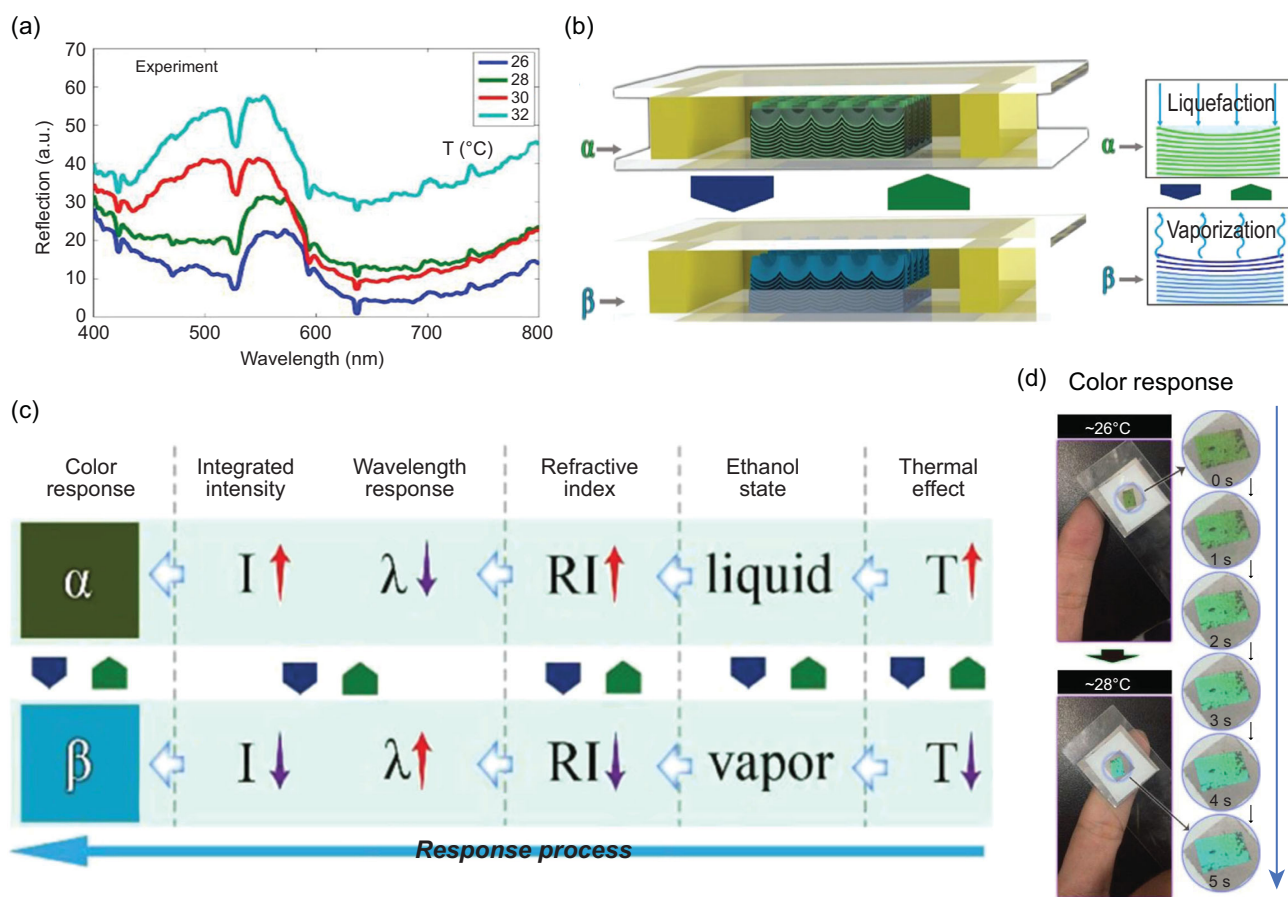 (a)
70
60
50
40
30
20
10
0
Reflection (a.u.)
Experiment
26
28
30
32
T (°C)
400
500
600
700
800
Wavelength (nm)
(b)
α
β
α
Liquefaction
Vaporization
β
(c)
Color
response
Integrated
intensity
Wavelength
response
Refractive
index
Ethanol
state
Thermal
effect
α
I
λ
RI
liquid
T
β
I
λ
RI
vapor
T
Response process
(d)
Color response
~26°C
0 s
1 s
2 s
~28°C
3 s
4 s
5 s